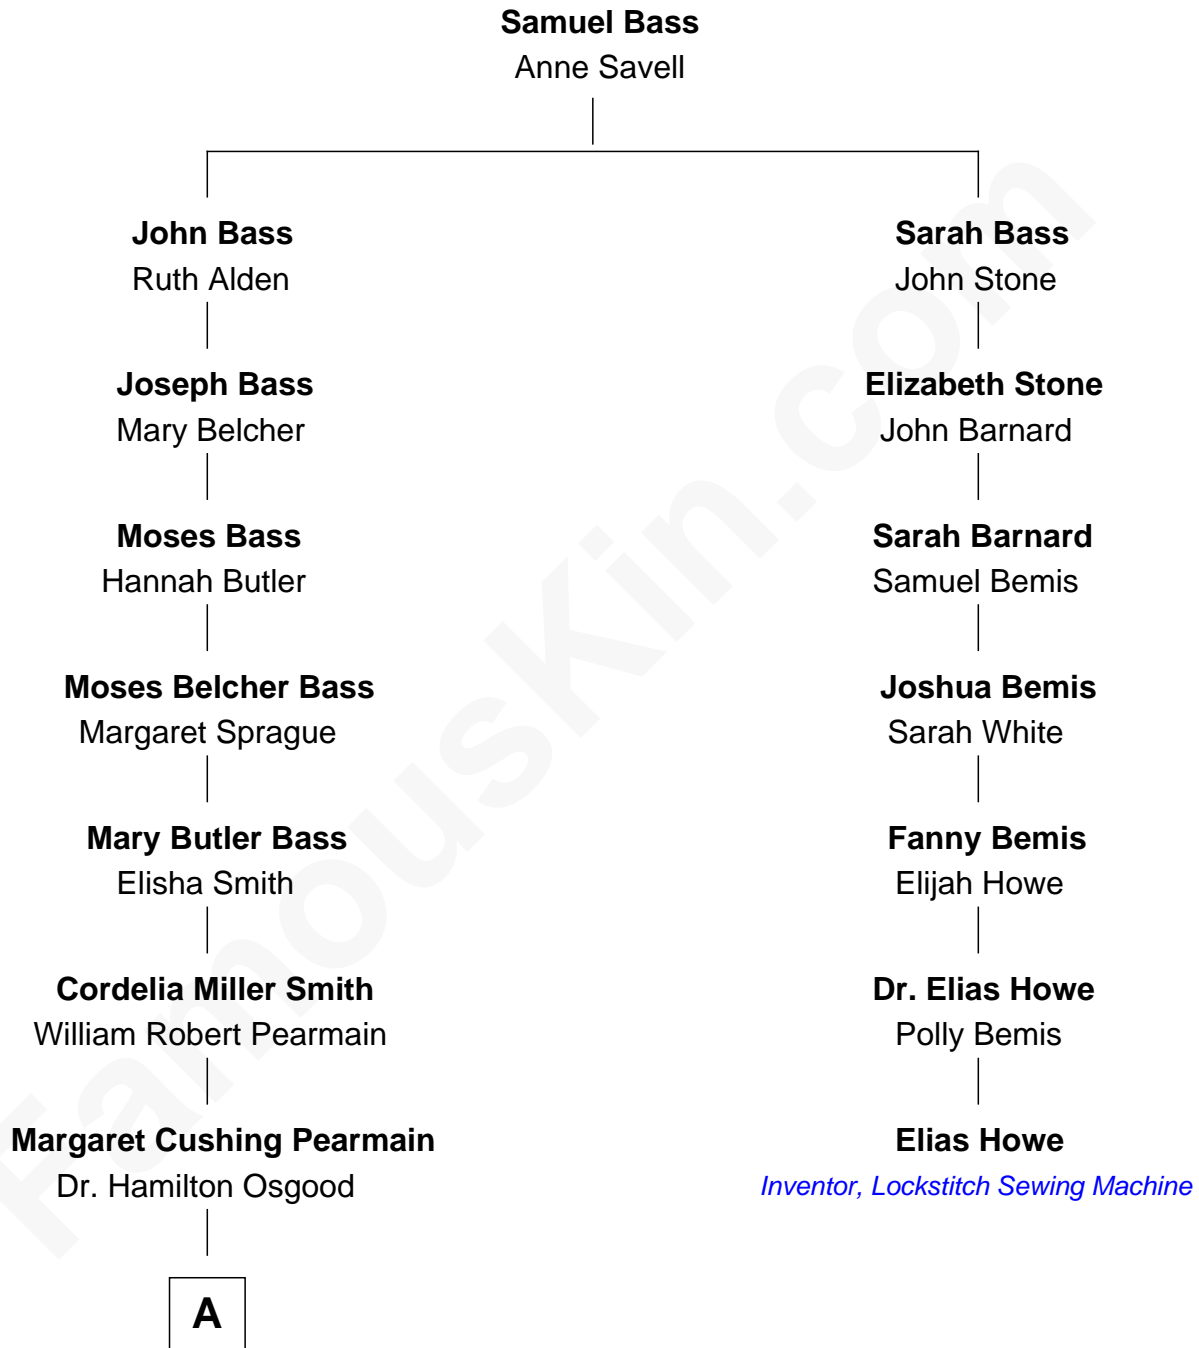 Samuel Bass
Anne Savell
John Bass
Ruth Alden
Sarah Bass
John Stone
Joseph Bass
Mary Belcher
Elizabeth Stone
John Barnard
Moses Bass
Hannah Butler
Sarah Barnard
Samuel Bemis
Moses Belcher Bass
Margaret Sprague
Joshua Bemis
Sarah White
Mary Butler Bass
Elisha Smith
Fanny Bemis
Elijah Howe
Cordelia Miller Smith
William Robert Pearmain
Dr. Elias Howe
Polly Bemis
Margaret Cushing Pearmain
Dr. Hamilton Osgood
Elias Howe
Inventor, Lockstitch Sewing Machine
A
FamousKin.com